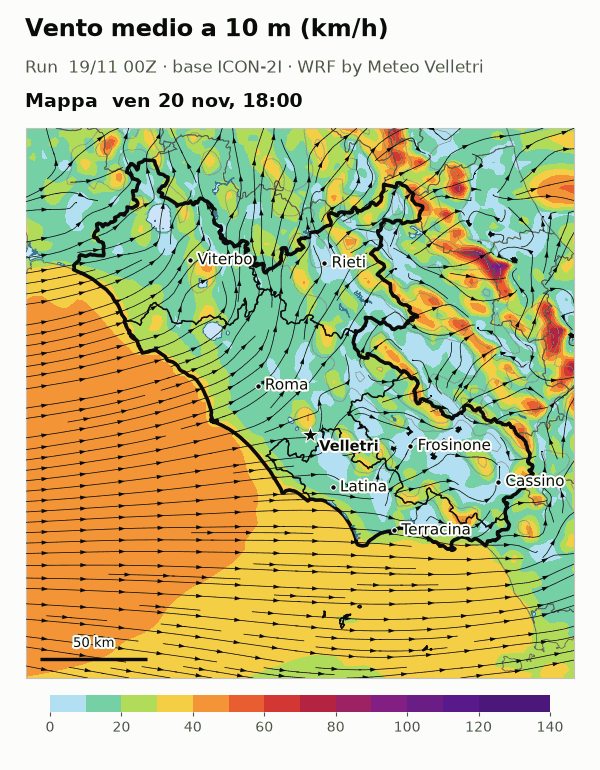 Vento medio a 10 m (km/h)
Run  19/11 00Z · base ICON-2I · WRF by Meteo Velletri
Mappa  ven 20 nov, 18:00
Viterbo
Rieti
Roma
Velletri
Frosinone
Latina
Cassino
Terracina
50 km
0 20 40 60 80 100 120 140